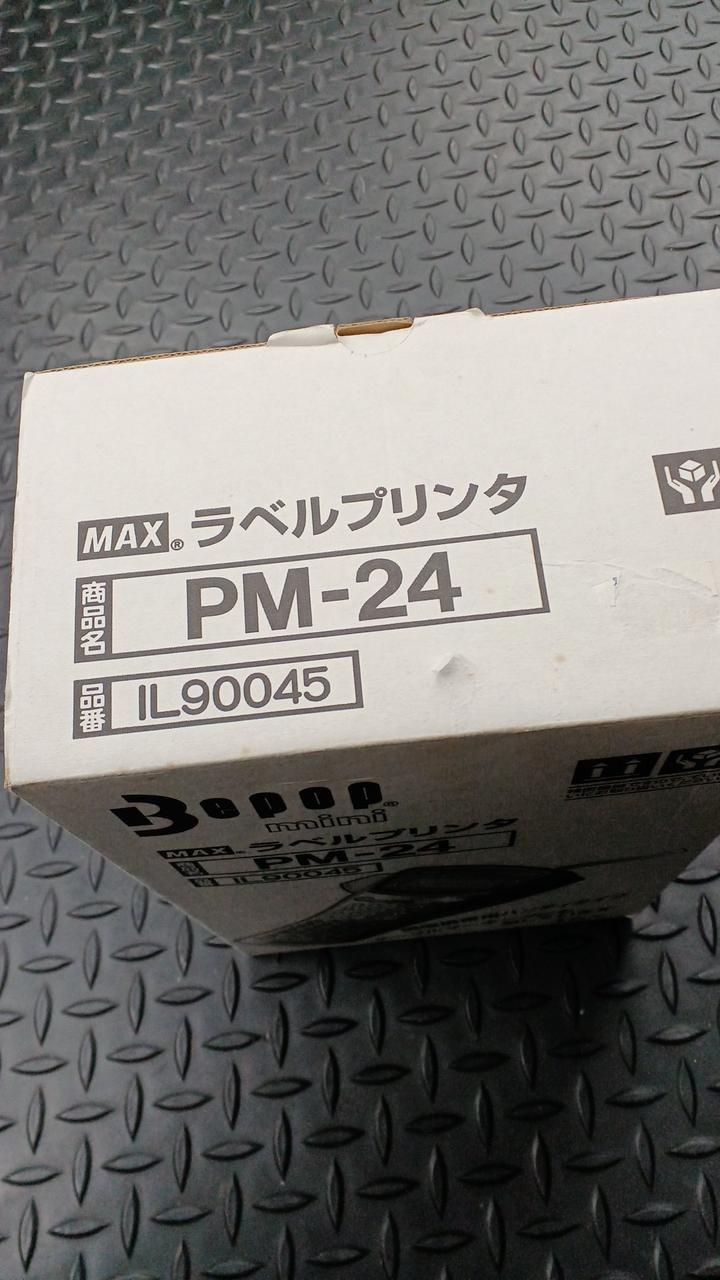 MAX® ラベルプリンタ
商品名 PM-24
品番 IL90045
Bepop®
mini
MAX® ラベルプリンタ
PM-24
IL90045